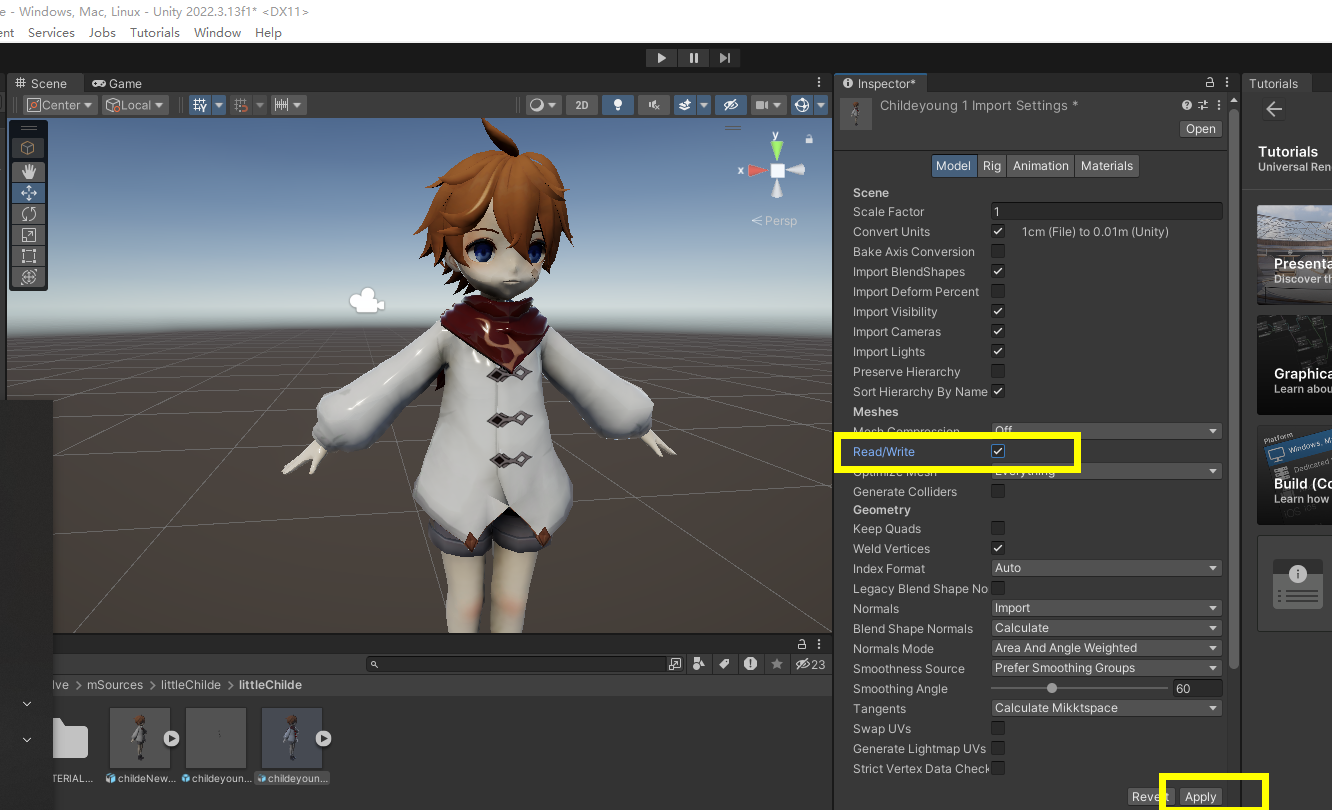 e - Windows, Mac, Linux - Unity 2022.3.13f1* <DX11>
ent Services Jobs Tutorials Window Help
Scene Game
Center Local 2D
y
x
Persp
Inspector*
Childeyoung 1 Import Settings *
Open
Model Rig Animation Materials
Scene
Scale Factor 1
Convert Units 1cm (File) to 0.01m (Unity)
Bake Axis Conversion
Import BlendShapes
Import Deform Percent
Import Visibility
Import Cameras
Import Lights
Preserve Hierarchy
Sort Hierarchy By Name
Meshes
Mesh Compression Off
Read/Write
Optimize Mesh Everything
Generate Colliders
Geometry
Keep Quads
Weld Vertices
Index Format Auto
Legacy Blend Shape No
Normals Import
Blend Shape Normals Calculate
Normals Mode Area And Angle Weighted
Smoothness Source Prefer Smoothing Groups
Smoothing Angle 60
Tangents Calculate Mikktspace
Swap UVs
Generate Lightmap UVs
Strict Vertex Data Check
Revert Apply
Tutorials
Tutorials
Universal Ren
Presenta
Discover th
Graphica
Learn abou
Platform
Windows, M
Dedicated
iOS
Build (Co
Learn how
23
lve > mSources > littleChilde > littleChilde
TERIAL... childeNew... childeyoun... childeyoun...